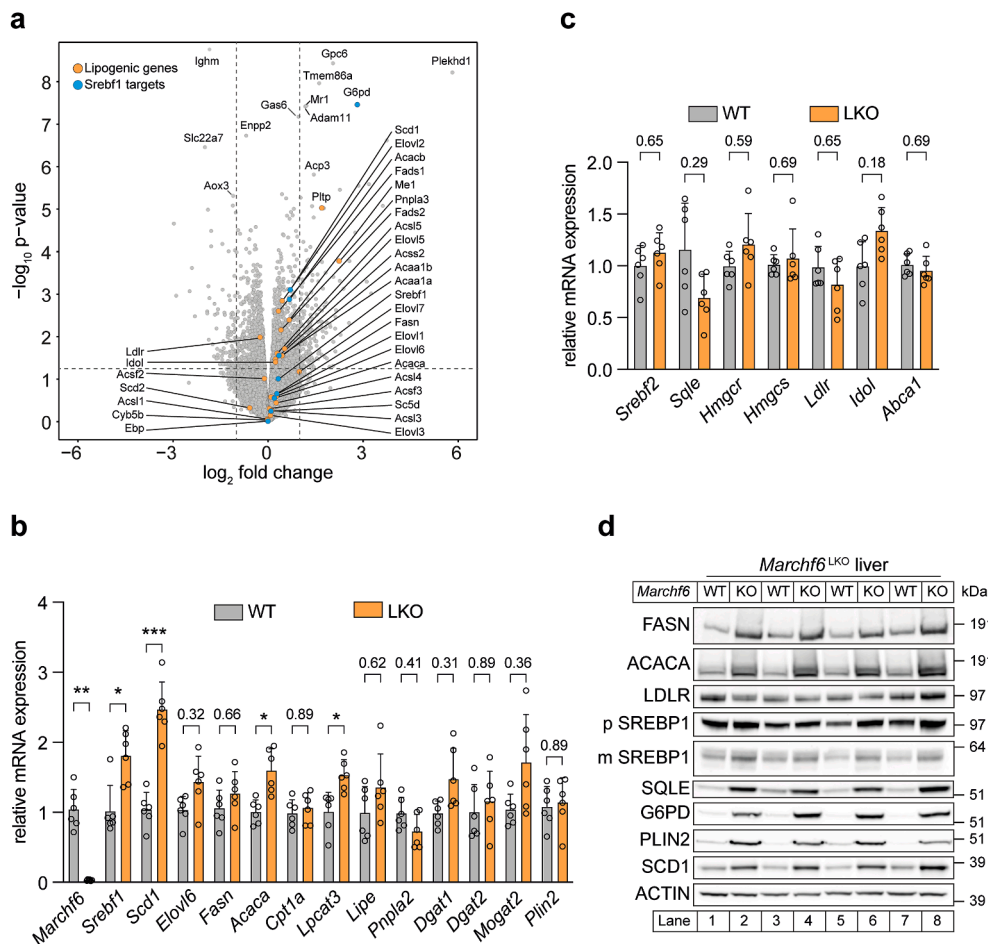 a
Lipogenic genes
Srebf1 targets
Ighm
Gpc6
Plekhd1
Tmem86a
G6pd
Mr1
Gas6
Adam11
Enpp2
Slc22a7
Acp3
Aox3
Pltp
Scd1
Elovl2
Acacb
Fads1
Me1
Pnpla3
Fads2
Acsl5
Elovl5
Acss2
Acaa1b
Acaa1a
Srebf1
Elovl7
Fasn
Elovl1
Elovl6
Acaca
Acsl4
Acsf3
Sc5d
Acsl3
Elovl3
Ldlr
Idol
Acsf2
Scd2
Acsl1
Cyb5b
Ebp
8
7
6
5
4
3
2
1
0
−log10 p-value
−6 −3 0 3 6
log2 fold change
c
WT LKO
0.65 0.29 0.59 0.69 0.65 0.18 0.69
2.0
1.5
1.0
0.5
0.0
relative mRNA expression
Srebf2 Sqle Hmgcr Hmgcs Ldlr Idol Abca1
b
WT LKO
4
3
2
1
0
relative mRNA expression
** * *** 0.32 0.66 * 0.89 * 0.62 0.41 0.31 0.89 0.36 0.89
Marchf6 Srebf1 Scd1 Elovl6 Fasn Acaca Cpt1a Lpcat3 Lipe Pnpla2 Dgat1 Dgat2 Mogat2 Plin2
d
Marchf6 LKO liver
Marchf6 WT KO WT KO WT KO WT KO kDa
FASN 191
ACACA 191
LDLR 97
p SREBP1 97
m SREBP1 64
SQLE 51
G6PD 51
PLIN2
SCD1 39
ACTIN 39
Lane 1 2 3 4 5 6 7 8